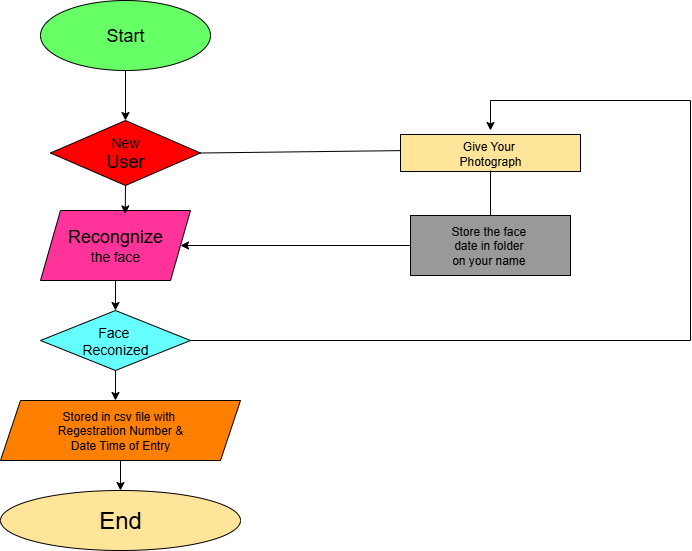 Start
New
User
Give Your
Photograph
Recongnize
the face
Store the face
date in folder
on your name
Face
Reconized
Stored in csv file with
Regestration Number &
Date Time of Entry
End